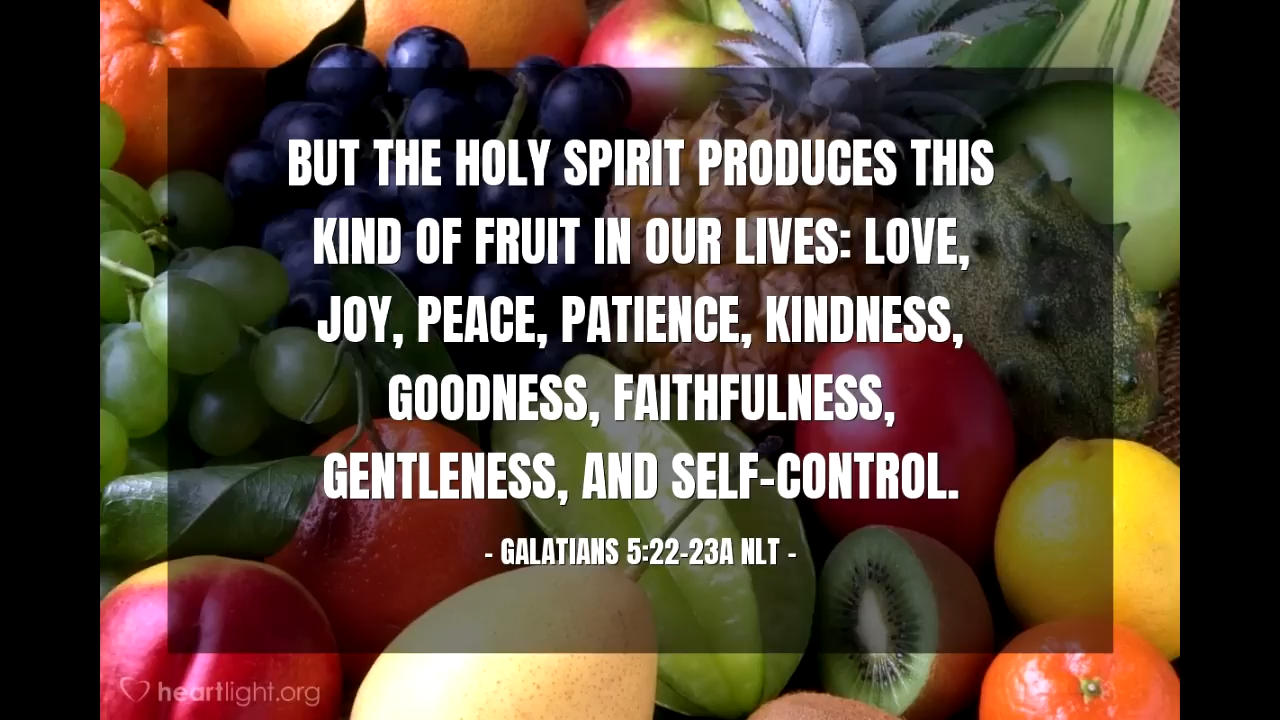 BUT THE HOLY SPIRIT PRODUCES THIS
KIND OF FRUIT IN OUR LIVES: LOVE,
JOY, PEACE, PATIENCE, KINDNESS,
GOODNESS, FAITHFULNESS,
GENTLENESS, AND SELF-CONTROL.
- GALATIANS 5:22-23A NLT -
heartlight.org